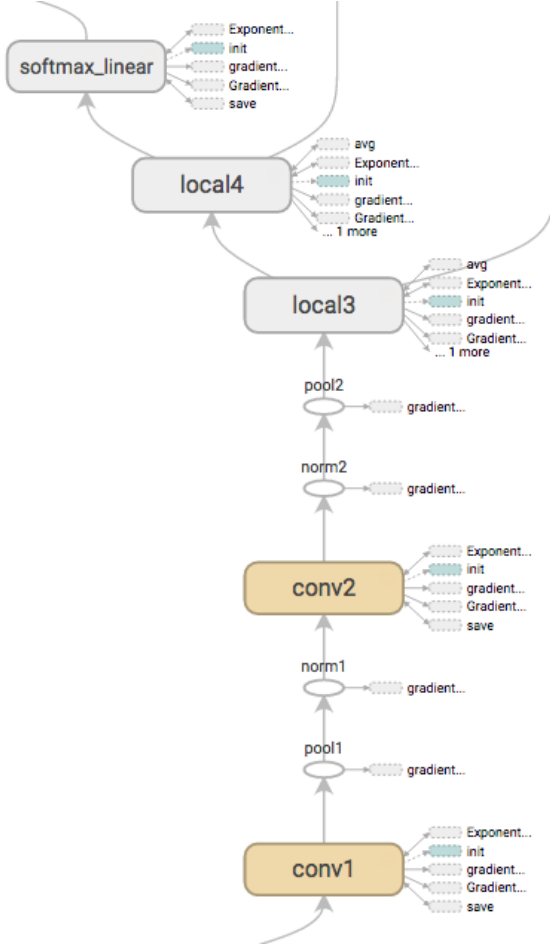 softmax_linear
Exponent...
init
gradient...
Gradient...
save
local4
avg
Exponent...
init
gradient...
Gradient...
... 1 more
local3
avg
Exponent...
init
gradient...
Gradient...
... 1 more
pool2
gradient...
norm2
gradient...
conv2
Exponent...
init
gradient...
Gradient...
save
norm1
gradient...
pool1
gradient...
conv1
Exponent...
init
gradient...
Gradient...
save